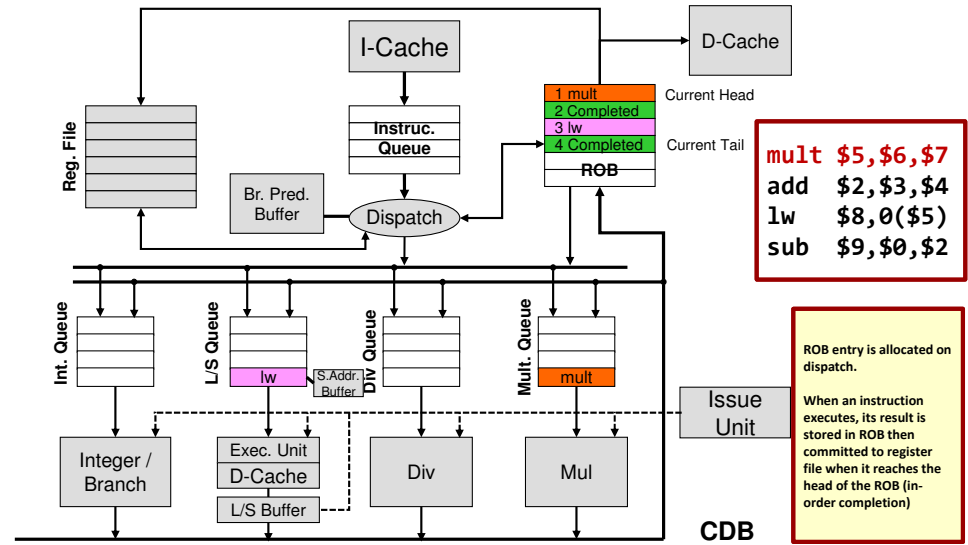 I-Cache
D-Cache
1 mult
Current Head
2 Completed
3 lw
4 Completed
Current Tail
ROB
Reg. File
Instruc.
Queue
Br. Pred.
Buffer
Dispatch
mult $5,$6,$7
add $2,$3,$4
lw $8,0($5)
sub $9,$0,$2
Int. Queue
L/S Queue
Div Queue
Mult. Queue
lw
S.Addr.
Buffer
mult
Issue
Unit
ROB entry is allocated on
dispatch.
When an instruction
executes, its result is
stored in ROB then
committed to register
file when it reaches the
head of the ROB (in-
order completion)
Integer /
Branch
Exec. Unit
D-Cache
L/S Buffer
Div
Mul
CDB